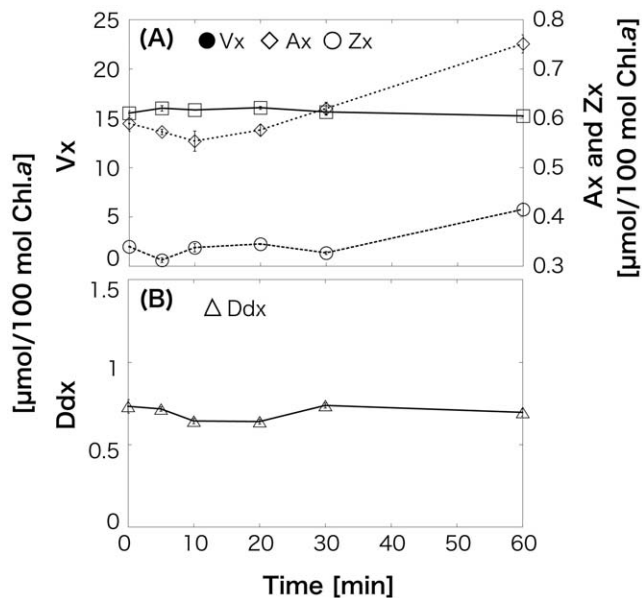 (A) Vx Ax Zx
25
20
15
10
5
0
Vx
[µmol/100 mol Chl.a]
0.8
0.7
0.6
0.5
0.4
0.3
Ax and Zx
[µmol/100 mol Chl.a]
(B) Ddx
1.5
1
0.5
0
Ddx
0 10 20 30 40 50 60
Time [min]